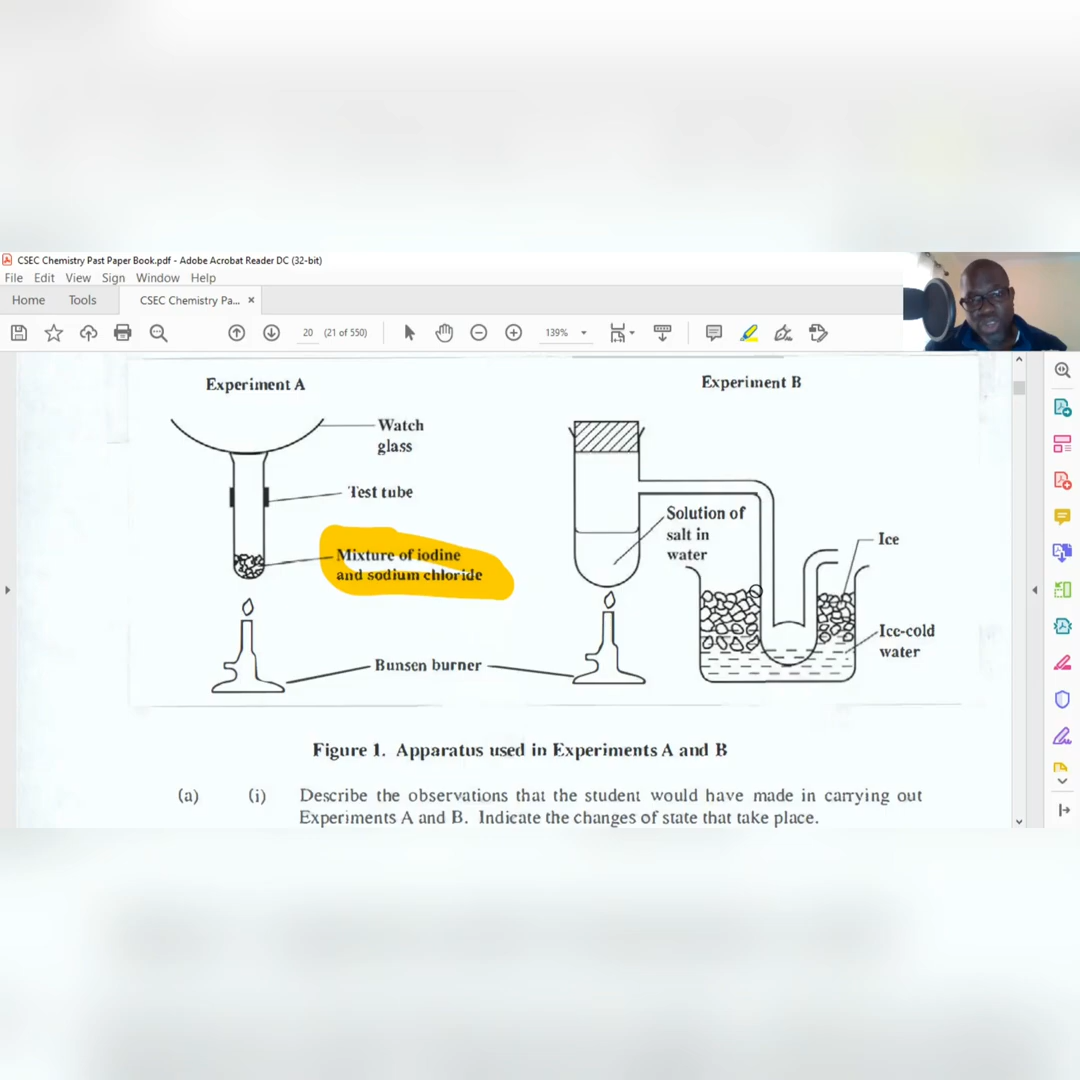 CSEC Chemistry Past Paper Book.pdf - Adobe Acrobat Reader DC (32-bit)
File Edit View Sign Window Help
Home Tools CSEC Chemistry Pa... ×
20 (21 of 550) 139%
Experiment A
Experiment B
Watch
glass
Test tube
Mixture of iodine
and sodium chloride
Bunsen burner
Solution of
salt in
water
Ice
Ice-cold
water
Figure 1. Apparatus used in Experiments A and B
(a) (i) Describe the observations that the student would have made in carrying out
Experiments A and B. Indicate the changes of state that take place.